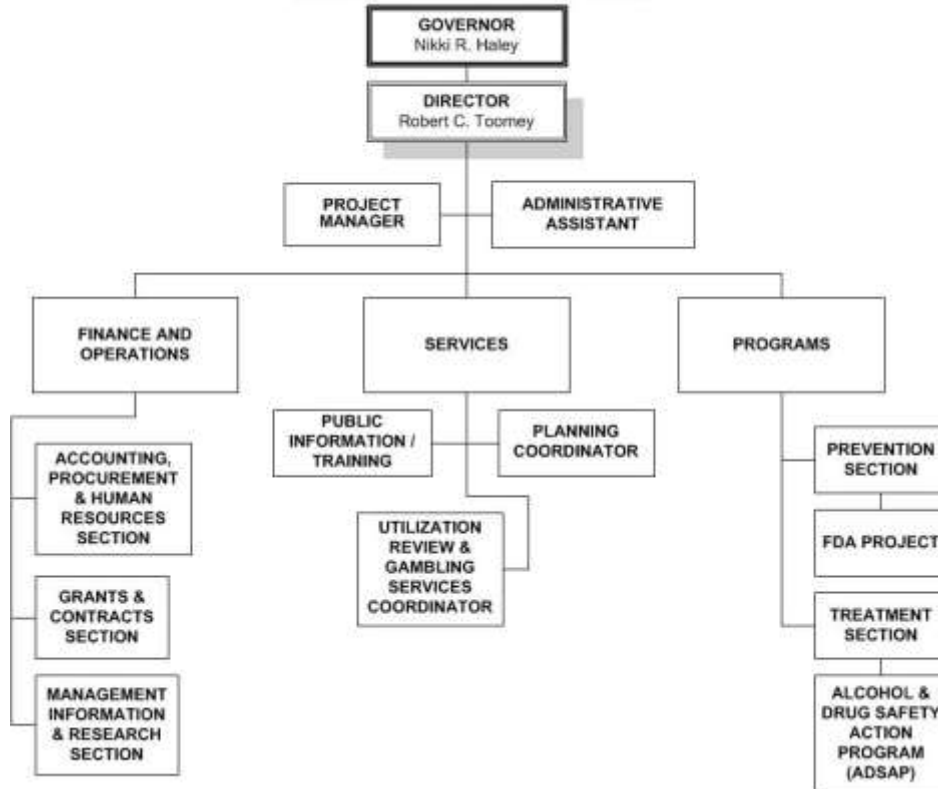 GOVERNOR
Nikki R. Haley
DIRECTOR
Robert C. Toomey
PROJECT
MANAGER
ADMINISTRATIVE
ASSISTANT
FINANCE AND
OPERATIONS
SERVICES
PROGRAMS
PUBLIC
INFORMATION /
TRAINING
PLANNING
COORDINATOR
UTILIZATION
REVIEW &
GAMBLING
SERVICES
COORDINATOR
ACCOUNTING,
PROCUREMENT
& HUMAN
RESOURCES
SECTION
GRANTS &
CONTRACTS
SECTION
MANAGEMENT
INFORMATION
& RESEARCH
SECTION
PREVENTION
SECTION
FDA PROJECT
TREATMENT
SECTION
ALCOHOL &
DRUG SAFETY
ACTION
PROGRAM
(ADSAP)